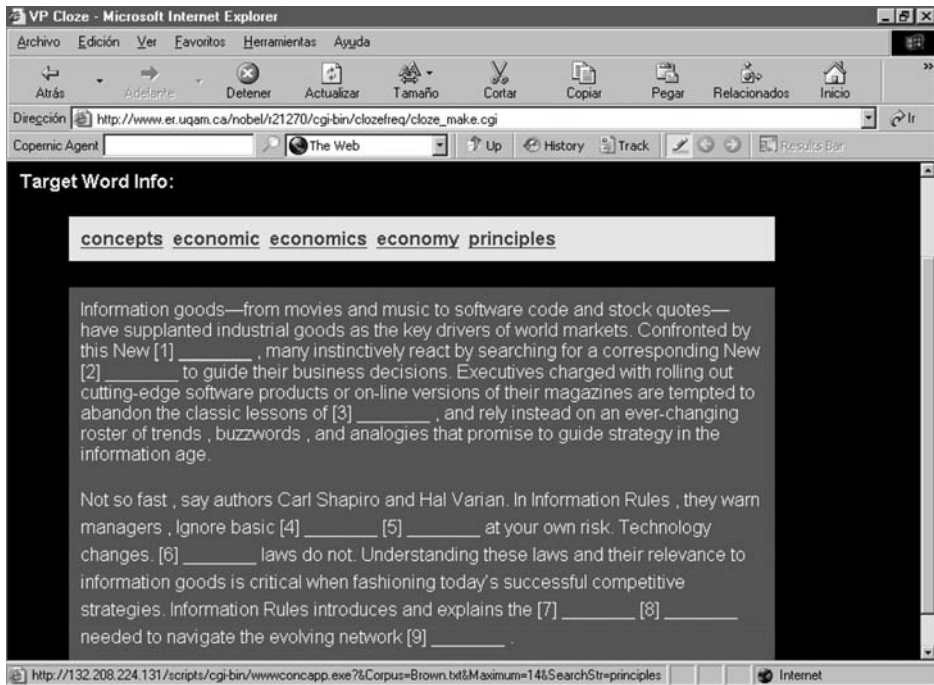 VP Cloze - Microsoft Internet Explorer
Archivo Edición Ver Favoritos Herramientas Ayuda
Atrás Adelante Detener Actualizar Tamaño Cortar Copiar Pegar Relacionados Inicio »
Dirección http://www.er.uqam.ca/nobel/r21270/cgi-bin/clozefreq/cloze_make.cgi Ir
Copernic Agent The Web Up History Track Results Bar
Target Word Info:
concepts economic economics economy principles
Information goods—from movies and music to software code and stock quotes—
have supplanted industrial goods as the key drivers of world markets. Confronted by
this New [1] ________ , many instinctively react by searching for a corresponding New
[2] ________ to guide their business decisions. Executives charged with rolling out
cutting-edge software products or on-line versions of their magazines are tempted to
abandon the classic lessons of [3] ________ , and rely instead on an ever-changing
roster of trends , buzzwords , and analogies that promise to guide strategy in the
information age.
Not so fast , say authors Carl Shapiro and Hal Varian. In Information Rules , they warn
managers , Ignore basic [4] ________ [5] ________ at your own risk. Technology
changes. [6] ________ laws do not. Understanding these laws and their relevance to
information goods is critical when fashioning today's successful competitive
strategies. Information Rules introduces and explains the [7] ________ [8] ________
needed to navigate the evolving network [9] ________ .
http://132.208.224.131/scripts/cgi-bin/wwwconcapp.exe?&Corpus=Brown.txt&Maximum=14&SearchStr=principles Internet